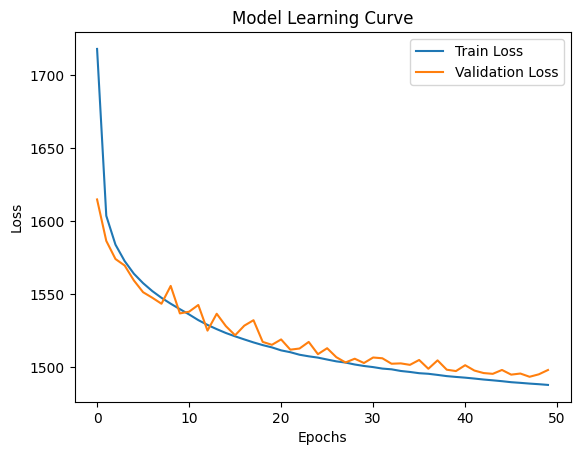 Model Learning Curve
Train Loss
Validation Loss
1700
1650
1600
1550
1500
Loss
0
10
20
30
40
50
Epochs